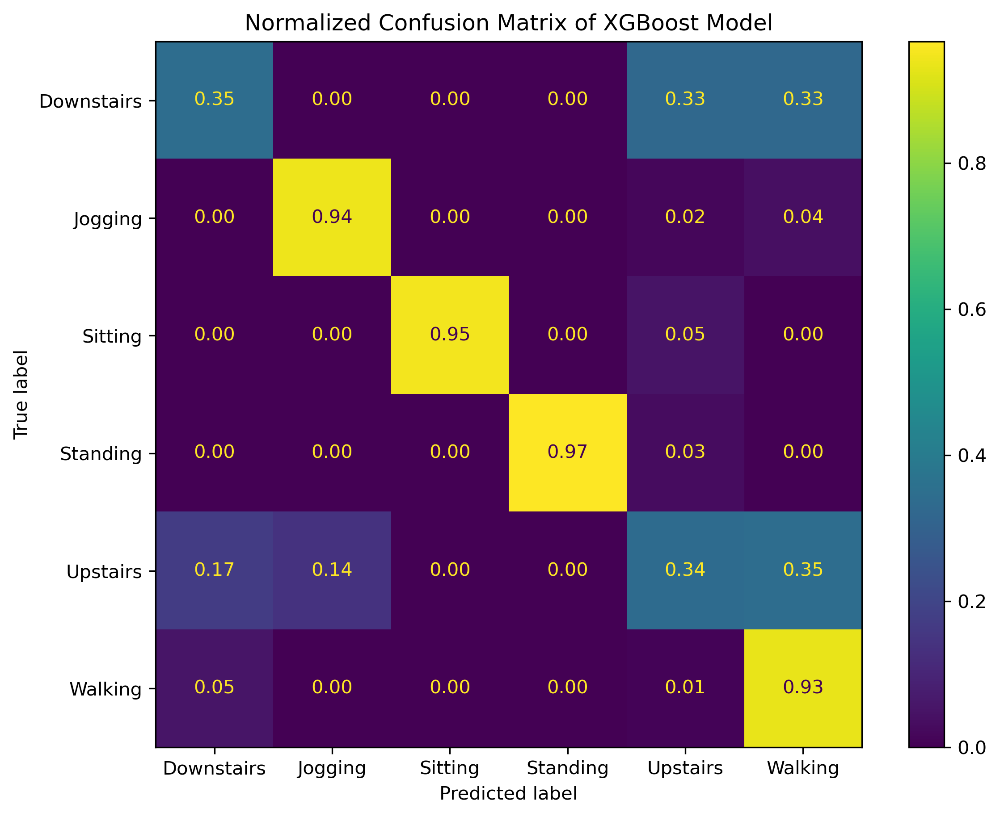 Normalized Confusion Matrix of XGBoost Model
Downstairs 0.35 0.00 0.00 0.00 0.33 0.33
Jogging 0.00 0.94 0.00 0.00 0.02 0.04
Sitting 0.00 0.00 0.95 0.00 0.05 0.00
Standing 0.00 0.00 0.00 0.97 0.03 0.00
Upstairs 0.17 0.14 0.00 0.00 0.34 0.35
Walking 0.05 0.00 0.00 0.00 0.01 0.93
Downstairs Jogging Sitting Standing Upstairs Walking
Predicted label
True label
0.8
0.6
0.4
0.2
0.0